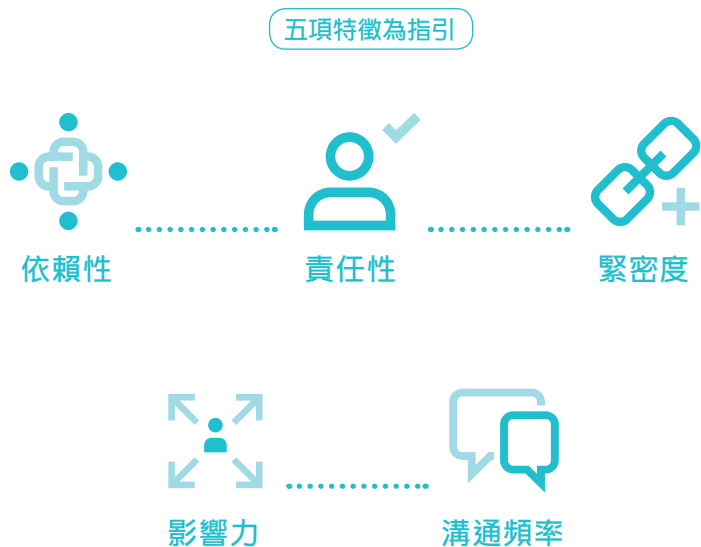 五項特徵為指引
依賴性
責任性
緊密度
影響力
溝通頻率